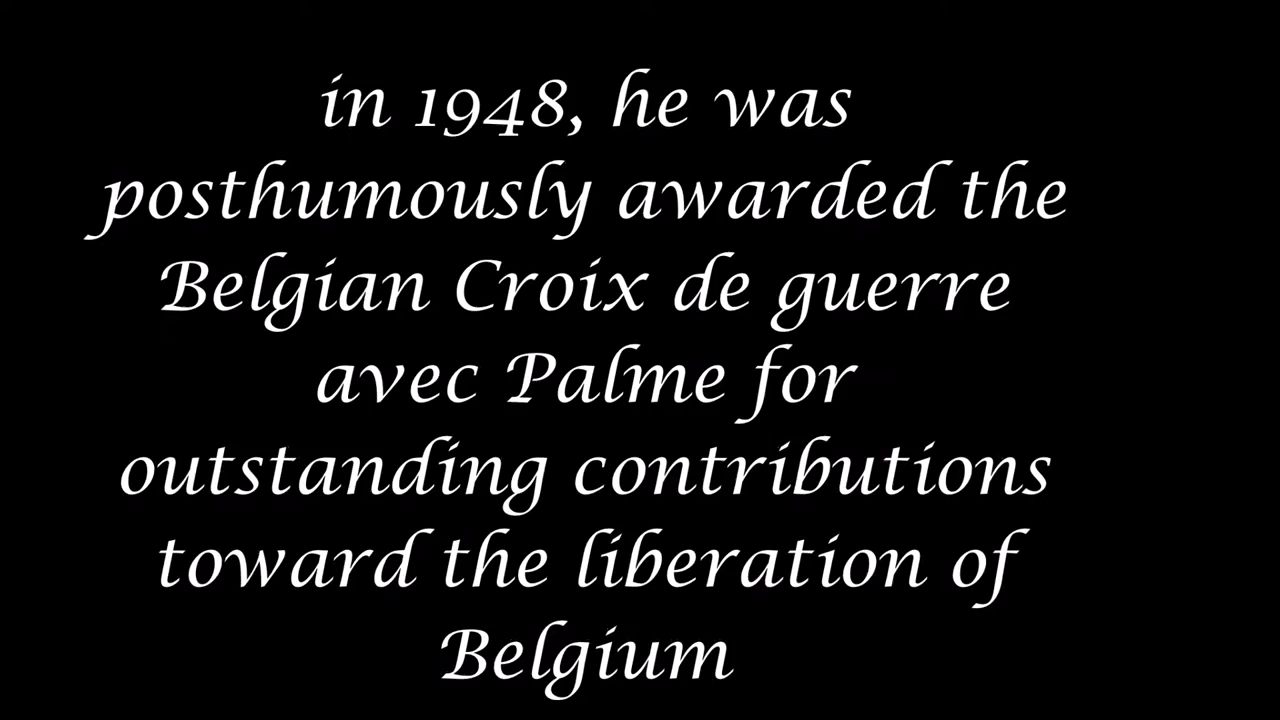 in 1948, he was
posthumously awarded the
Belgian Croix de guerre
avec Palme for
outstanding contributions
toward the liberation of
Belgium